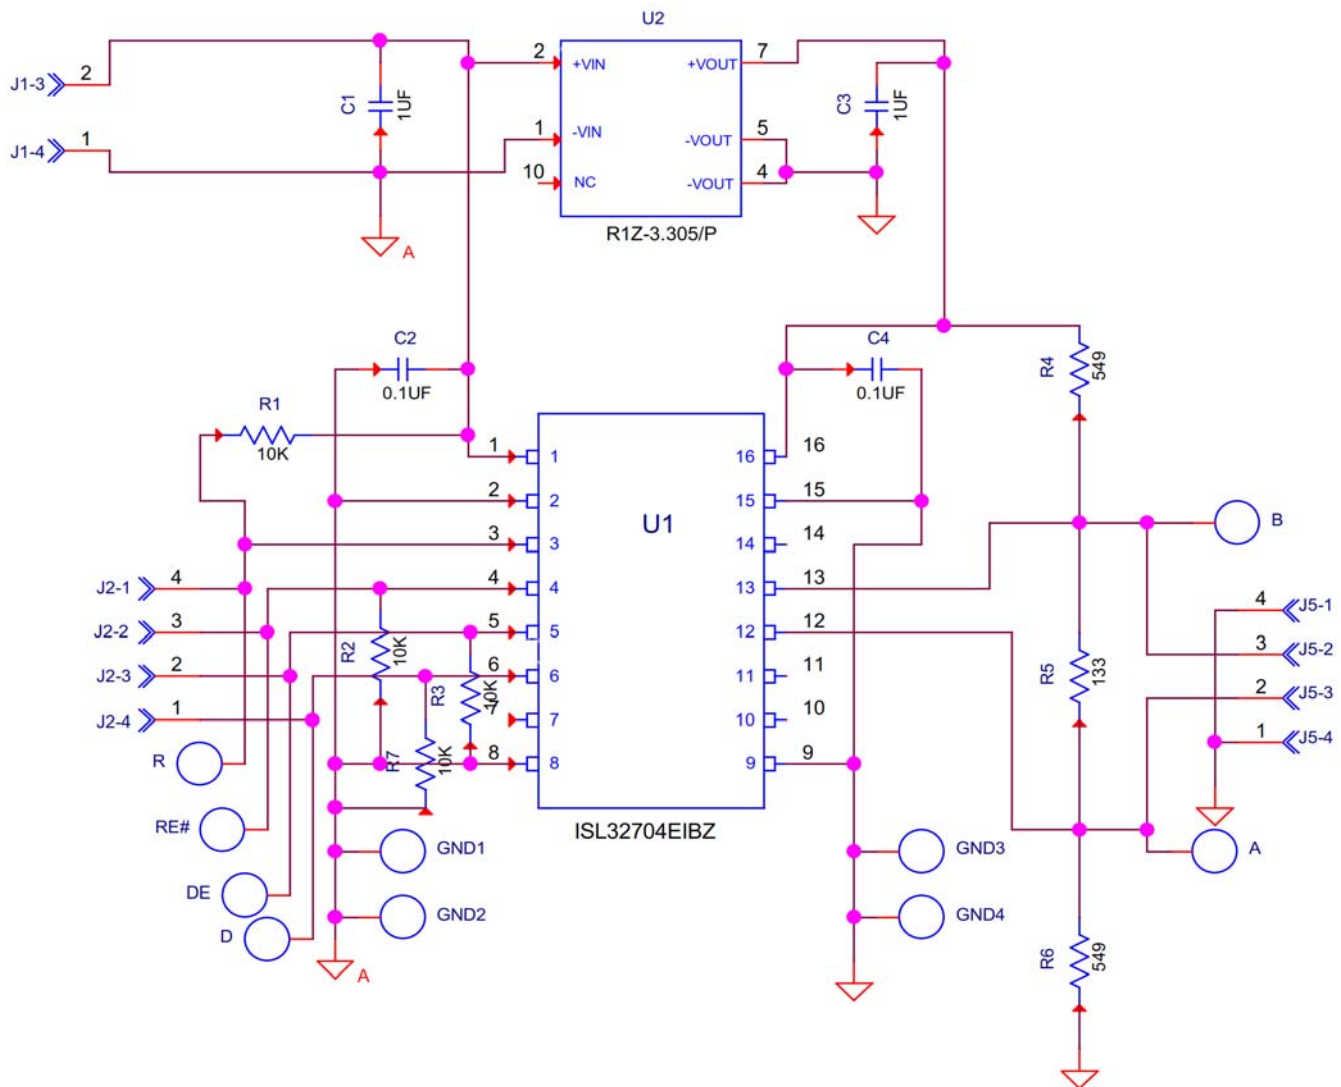 U2
J1-3 2
2 +VIN
+VOUT 7
C1 1UF
C3 1UF
J1-4 1
1 -VIN
-VOUT 5
10 NC
-VOUT 4
R1Z-3.305/P
A
C2
0.1UF
C4
0.1UF
R4 549
R1
10K
1 1
16 16
2 2
15 15
U1
3 3
14 14
B
J2-1 4
4 4
13 13
4 J5-1
J2-2 3
5 5
12 12
R2 10K
3 J5-2
J2-3 2
6 6
11 11
R3 10K
R5 133
2 J5-3
J2-4 1
7 7
10 10
1 J5-4
R
R7 10K
8 8
9 9
RE#
ISL32704EIBZ
GND1
GND3
A
DE
GND2
GND4
D
A
R6 549